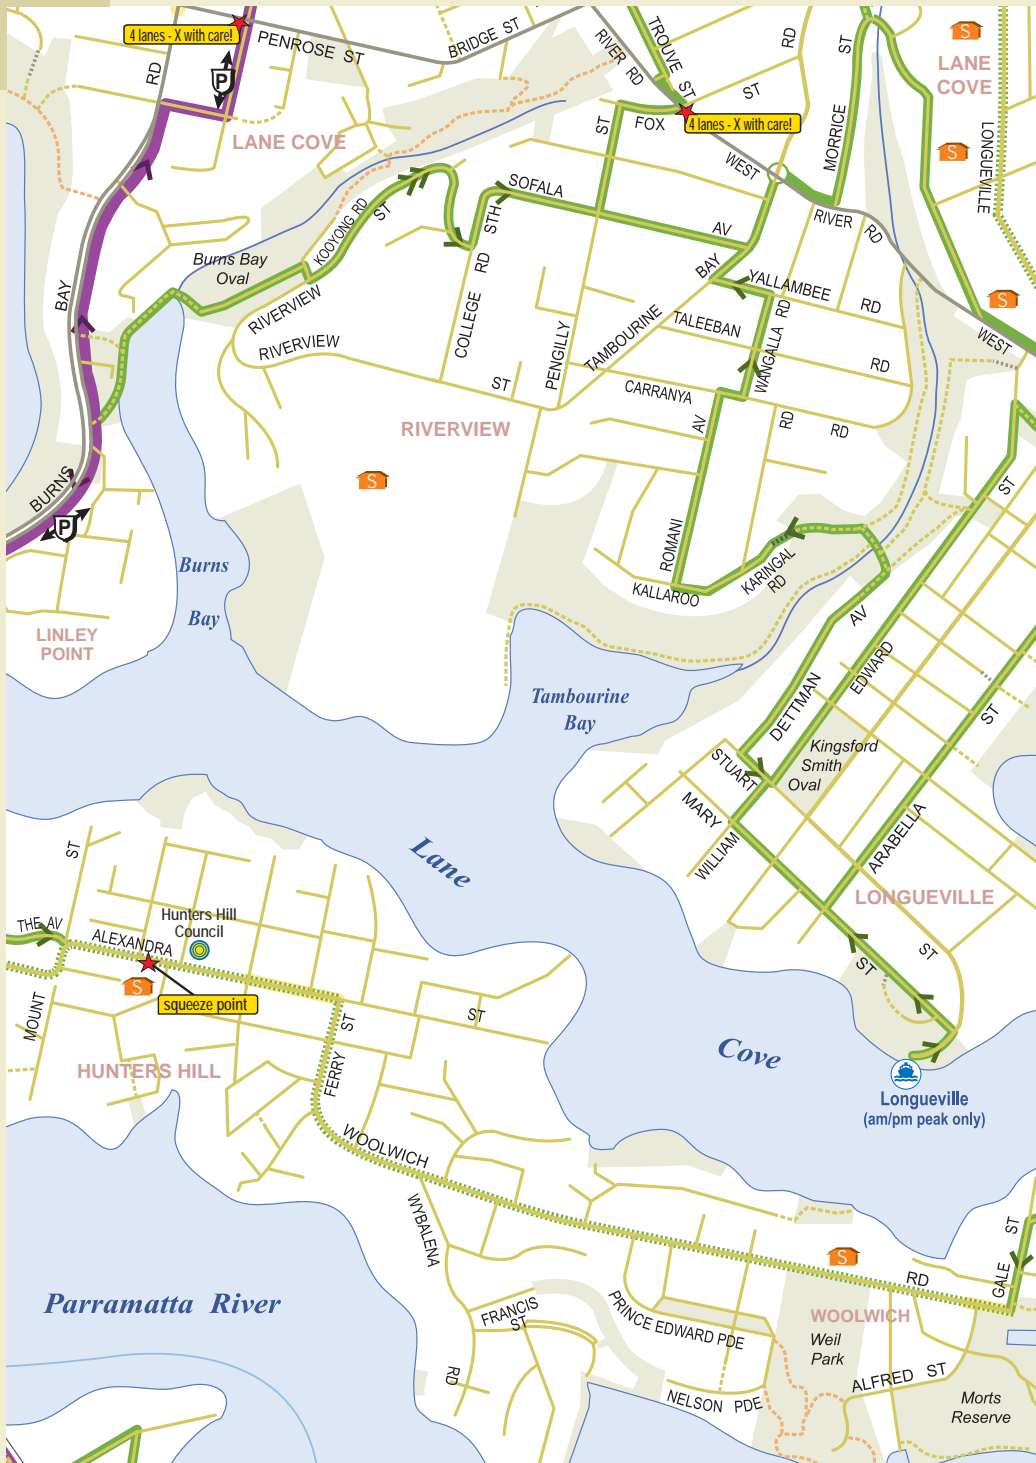 4 lanes - X with care!
PENROSE ST
BRIDGE ST
RD
P
LANE COVE
RIVER RD
TROUVE ST
ST
RD
ST
FOX
4 lanes - X with care!
MORRICE
ST
S
LANE
COVE
S
LONGUEVILLE
S
WEST
RIVER
RD
WEST
KOOYONG RD
ST
STH
SOFALA
AV
BAY
Burns Bay
Oval
RIVERVIEW
RIVERVIEW
ST
COLLEGE
RD
PENGILLY
TAMBOURINE
YALLAMBEE
RD
TALEEBAN
RD
WANGALLA RD
CARRANYA
RD
RD
AV
ROMANI
BAY
BURNS
P
RIVERVIEW
S
KALLAROO
KARINGAL
RD
Burns
Bay
LINLEY
POINT
Tambourine
Bay
AV
DETTMAN
EDWARD
ST
ST
STUART
Kingsford
Smith
Oval
MARY
WILLIAM
ARABELLA
LONGUEVILLE
ST
ST
Lane
Cove
ST
THE AV
ALEXANDRA
Hunters Hill
Council
S
squeeze point
MOUNT
ST
ST
FERRY
HUNTERS HILL
Longueville
(am/pm peak only)
WOOLWICH
WYBALENA
RD
S
RD
GALE
ST
Parramatta River
FRANCIS
ST
PRINCE EDWARD PDE
WOOLWICH
Weil
Park
NELSON PDE
ALFRED ST
Morts
Reserve